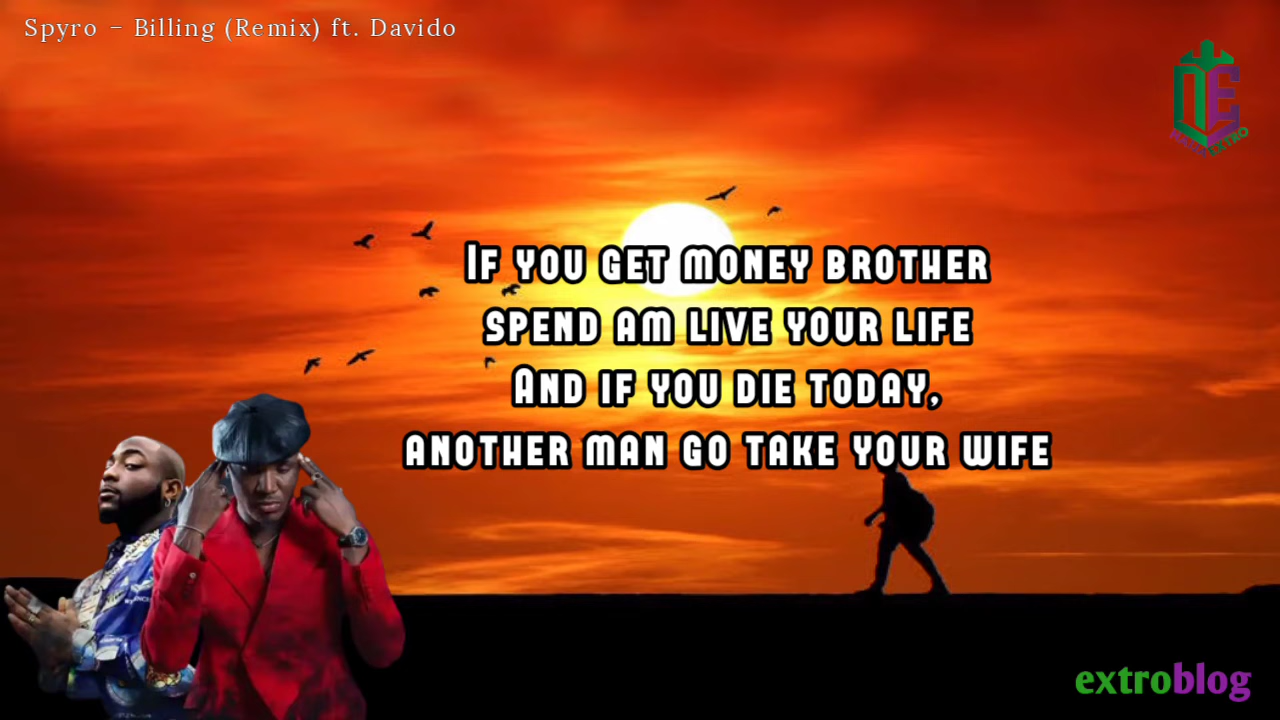 Spyro - Billing (Remix) ft. Davido
If you get money brother
spend am live your life
And if you die today,
another man go take your wife
extroblog